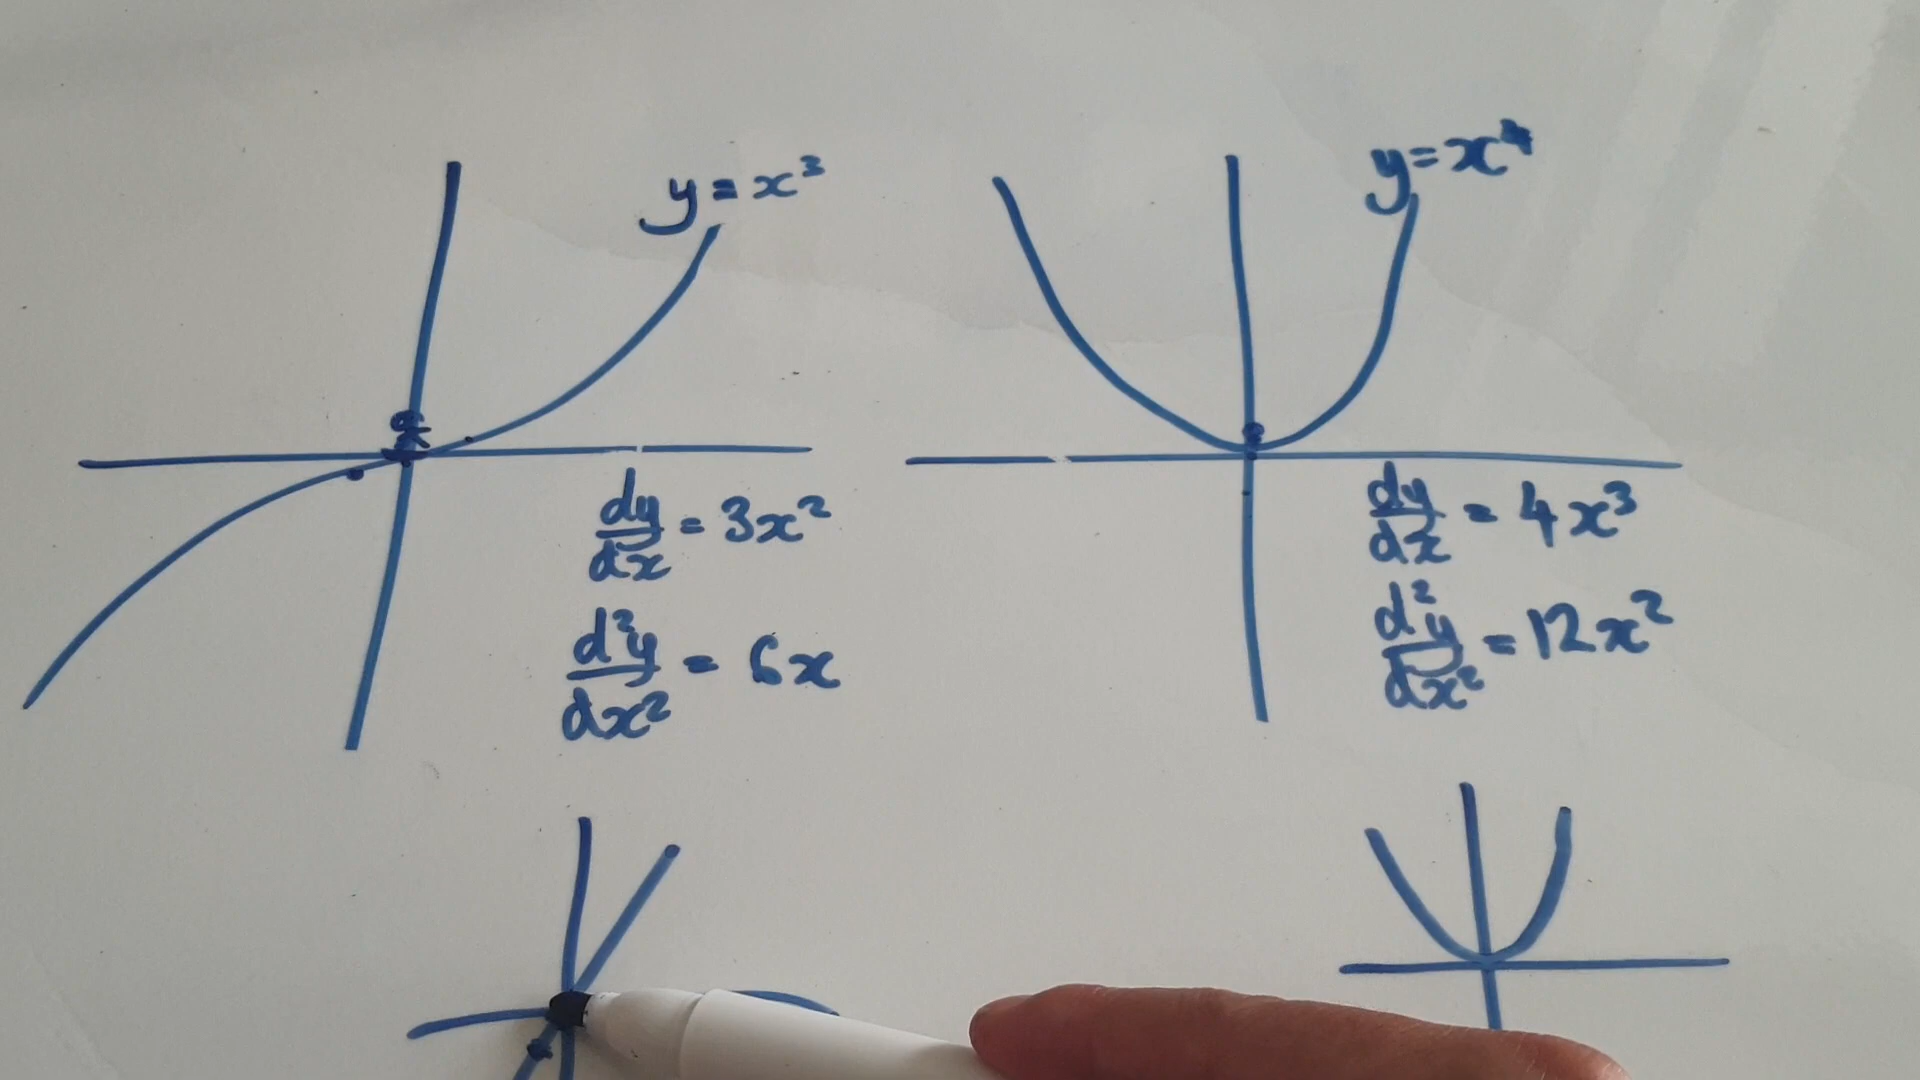 y = x³
dy/dx = 3x²
d²y/dx² = 6x
y = x⁴
dy/dx = 4x³
d²y/dx² = 12x²